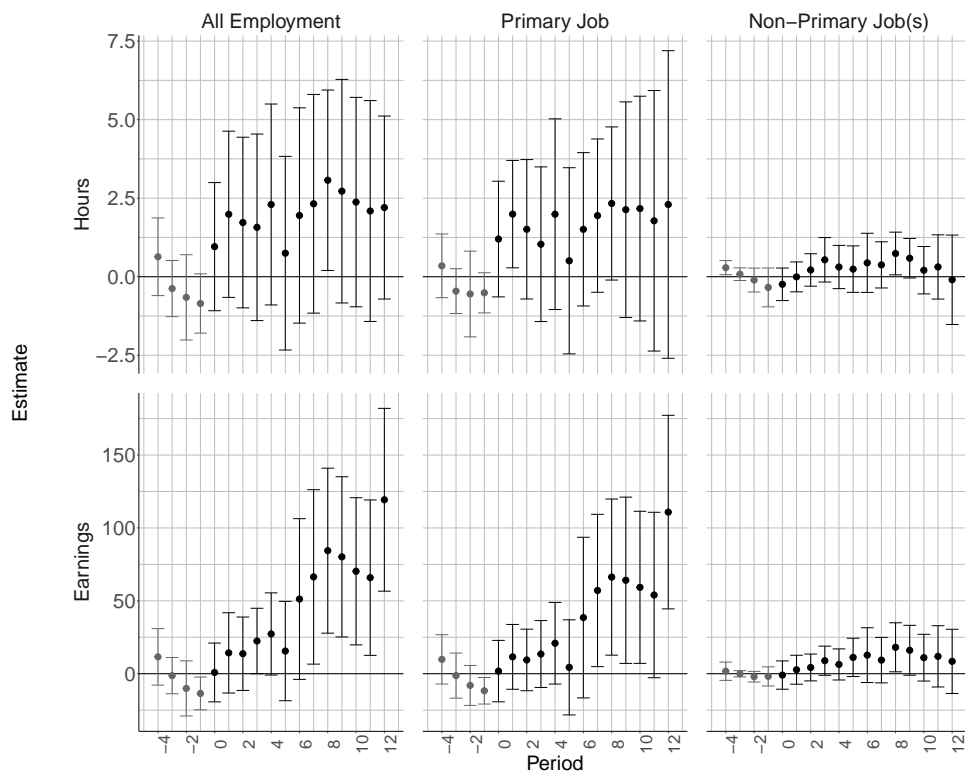 All Employment Primary Job Non−Primary Job(s)
7.5
5.0
2.5
0.0
−2.5
Hours
Estimate
150
100
50
0
Earnings
−4 −2 0 2 4 6 8 10 12 −4 −2 0 2 4 6 8 10 12 −4 −2 0 2 4 6 8 10 12
Period